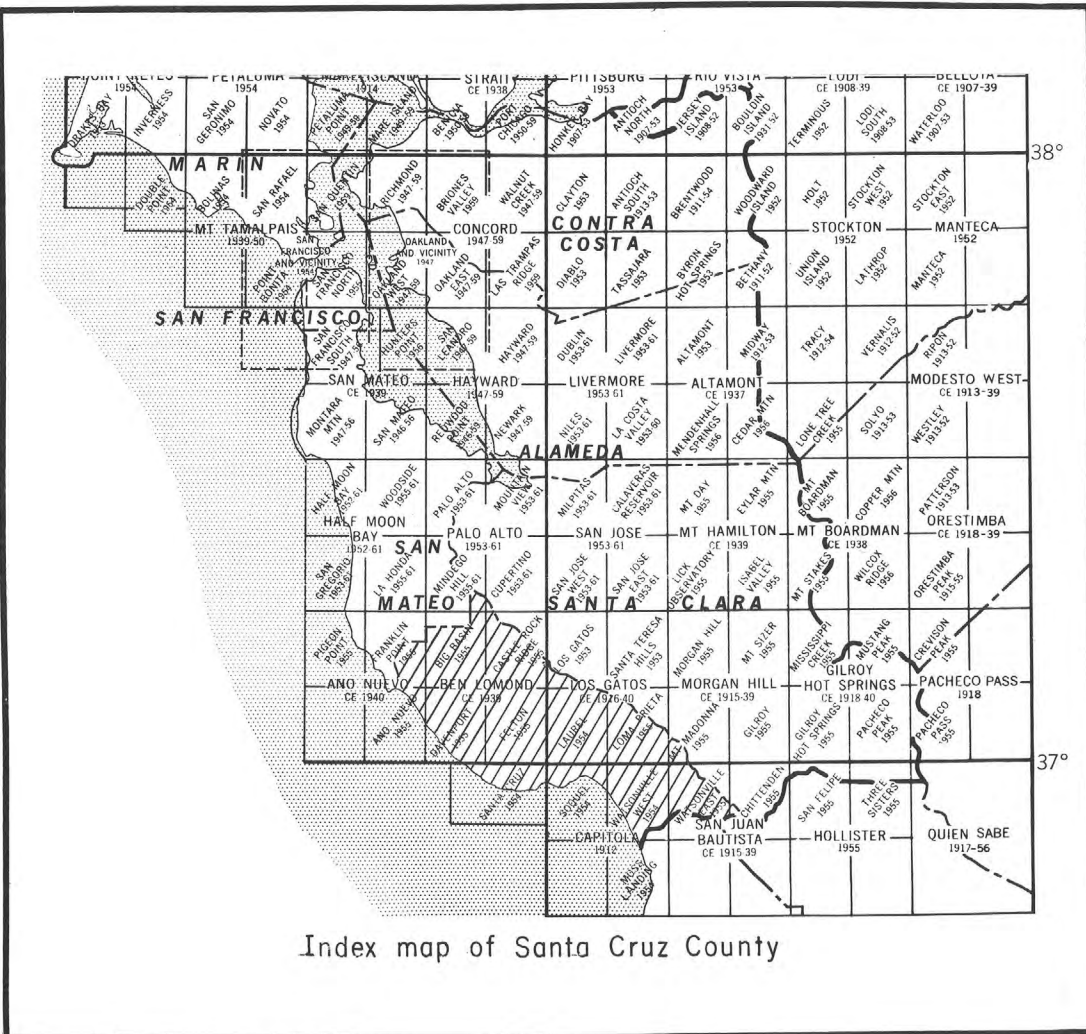 POINT REYES
1954
PETALUMA
1954
MARE ISLAND
1914
STRAIT
CE 1938
PITTSBURG
1953
RIO VISTA
1953
LODI
CE 1908-39
BELLOTA
CE 1907-39
DRAKES BAY
INVERNESS
1954
SAN
GERONIMO
1954
NOVATO
1954
PETALUMA
POINT
MARE ISLAND
BENICIA
PORT
CHICAGO
1950-59
HONKER BAY
1907-53
ANTIOCH
NORTH
1907-53
JERSEY
ISLAND
1908-52
BOULDIN
ISLAND
1931-52
TERMINOUS
1952
LODI
SOUTH
1908-53
WATERLOO
1907-53
38°
MARIN
DOUBLE
POINT
1954
BOLINAS
1954
SAN RAFAEL
1954
SAN QUENTIN
1959
RICHMOND
1947-59
BRIONES
VALLEY
1959
WALNUT
CREEK
1947-59
CLAYTON
1953
ANTIOCH
SOUTH
1913-53
BRENTWOOD
1911-54
WOODWARD
ISLAND
1952
HOLT
1952
STOCKTON
WEST
1952
STOCKTON
EAST
1952
CONTRA
COSTA
MT TAMALPAIS
1939-50
SAN
FRANCISCO
AND VICINITY
OAKLAND
AND VICINITY
1947
CONCORD
1947-59
STOCKTON
1952
MANTECA
1952
POINT
BONITA
1954
SAN
FRANCISCO
NORTH
OAKLAND
WEST
OAKLAND
EAST
1947-59
LAS TRAMPAS
RIDGE
1959
DIABLO
1953
TASSAJARA
1953
BYRON
HOT SPRINGS
1953
BETHANY
1911-52
UNION
ISLAND
1952
LATHROP
1952
MANTECA
1952
SAN FRANCISCO
SAN
FRANCISCO
SOUTH
HUNTERS
POINT
SAN
LEANDRO
HAYWARD
1947-59
DUBLIN
1953-61
LIVERMORE
1953-61
ALTAMONT
1953
MIDWAY
1912-53
TRACY
1912-54
VERNALIS
1912-52
RIPON
1913-52
SAN MATEO
CE 1939
HAYWARD
1947-59
LIVERMORE
1953 61
ALTAMONT
CE 1937
MODESTO WEST
CE 1913-39
MONTARA
MTN
1947-56
SAN MATEO
REDWOOD
POINT
NEWARK
1947-59
NILES
1953-61
LA COSTA
VALLEY
1953-60
MENDENHALL
SPRINGS
1956
CEDAR MTN
1956
LONE TREE
CREEK
1955
SOLYO
1913-53
WESTLEY
1913-52
ALAMEDA
HALF MOON
BAY
WOODSIDE
1955-61
PALO ALTO
1953-61
MOUNTAIN
VIEW
1953-61
MILPITAS
1953-61
CALAVERAS
RESERVOIR
1953-61
MT DAY
1955
EYLAR MTN
1955
MT
BOARDMAN
1955
COPPER MTN
1956
PATTERSON
1913-53
HALF MOON
BAY
1952-61
PALO ALTO
1953-61
SAN JOSE
1953-61
MT HAMILTON
CE 1939
MT BOARDMAN
CE 1938
ORESTIMBA
CE 1918-39
SAN
SAN
GREGORIO
LA HONDA
1955-61
MINDEGO
HILL
1955-61
CUPERTINO
1953-61
SAN JOSE
WEST
1953-61
SAN JOSE
EAST
1953-61
LICK
OBSERVATORY
1955
ISABEL
VALLEY
1955
MT STAKES
1955
WILCOX
RIDGE
1956
ORESTIMBA
PEAK
1915-55
MATEO
SANTA CLARA
PIGEON
POINT
1955
FRANKLIN
POINT
1955
BIG BASIN
1955
CASTLE ROCK
RIDGE
1955
LOS GATOS
1953
SANTA TERESA
HILLS
1953
MORGAN HILL
1955
MT SIZER
1955
MISSISSIPPI
CREEK
1955
MUSTANG
PEAK
1955
CREVISON
PEAK
1955
ANO NUEVO
CE 1940
BEN LOMOND
CE 1939
LOS GATOS
CE 1916-40
MORGAN HILL
CE 1915-39
GILROY
HOT SPRINGS
CE 1918-40
PACHECO PASS
1918
ANO NUEVO
1955
DAVENPORT
1955
FELTON
1955
LAUREL
1954
LOMA PRIETA
1955
MT MADONNA
1955
GILROY
1955
GILROY
HOT SPRINGS
1955
PACHECO
PEAK
1955
PACHECO
PASS
1955
37°
SANTA CRUZ
1954
SOQUEL
1954
WATSONVILLE
WEST
1954
WATSONVILLE
EAST
1955
CHITTENDEN
1955
SAN FELIPE
1955
THREE
SISTERS
1955
CAPITOLA
1912
SAN JUAN
BAUTISTA
CE 1915-39
HOLLISTER
1955
QUIEN SABE
1917-56
MOSS
LANDING
1954
Index map of Santa Cruz County